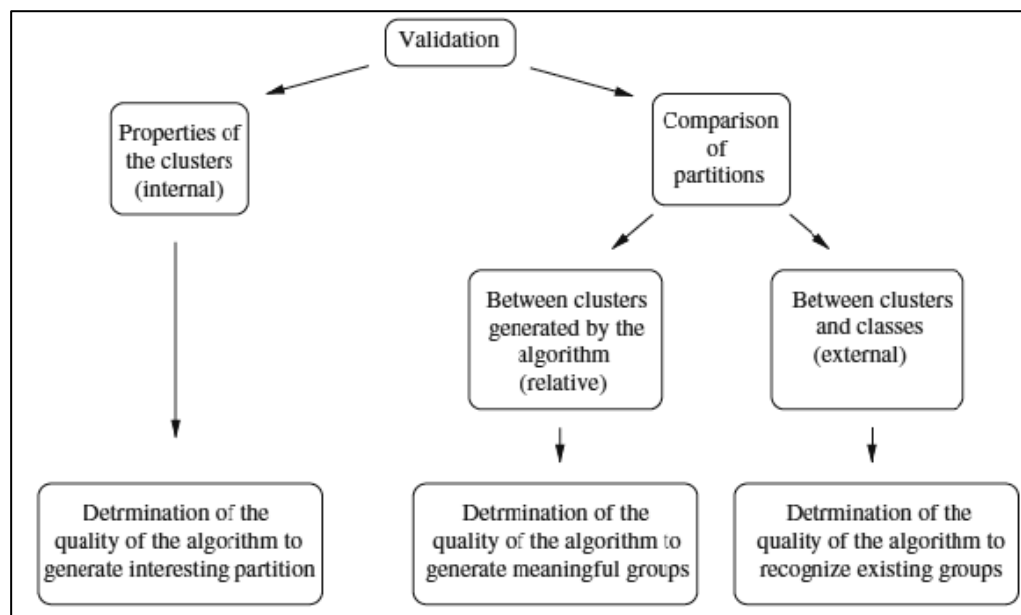 Validation
Properties of
the clusters
(internal)
Comparison
of
partitions
Between clusters
generated by the
algorithm
(relative)
Between clusters
and classes
(external)
Detrmination of the
quality of the algorithm to
generate interesting partition
Detrmination of the
quality of the algorithm to
generate meaningful groups
Detrmination of the
quality of the algorithm to
recognize existing groups